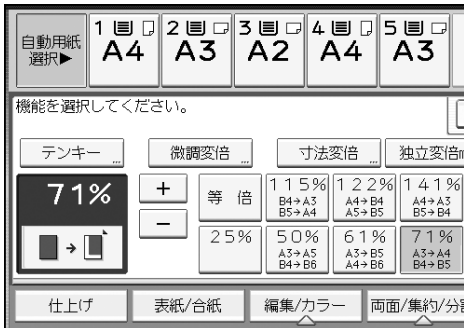 自動用紙
選択▶
1
A4
2
A3
3
A2
4
A4
5
A3
機能を選択してください。
テンキー
微調変倍
寸法変倍
独立変倍
71%
+
−
等 倍
115%
B4→A3
B5→A4
122%
A4→B4
A5→B5
141%
A4→A3
B5→B4
25%
50%
A3→A5
B4→B6
61%
A3→B5
A4→B6
71%
A3→A4
B4→B5
仕上げ
表紙/合紙
編集/カラー
両面/集約/分